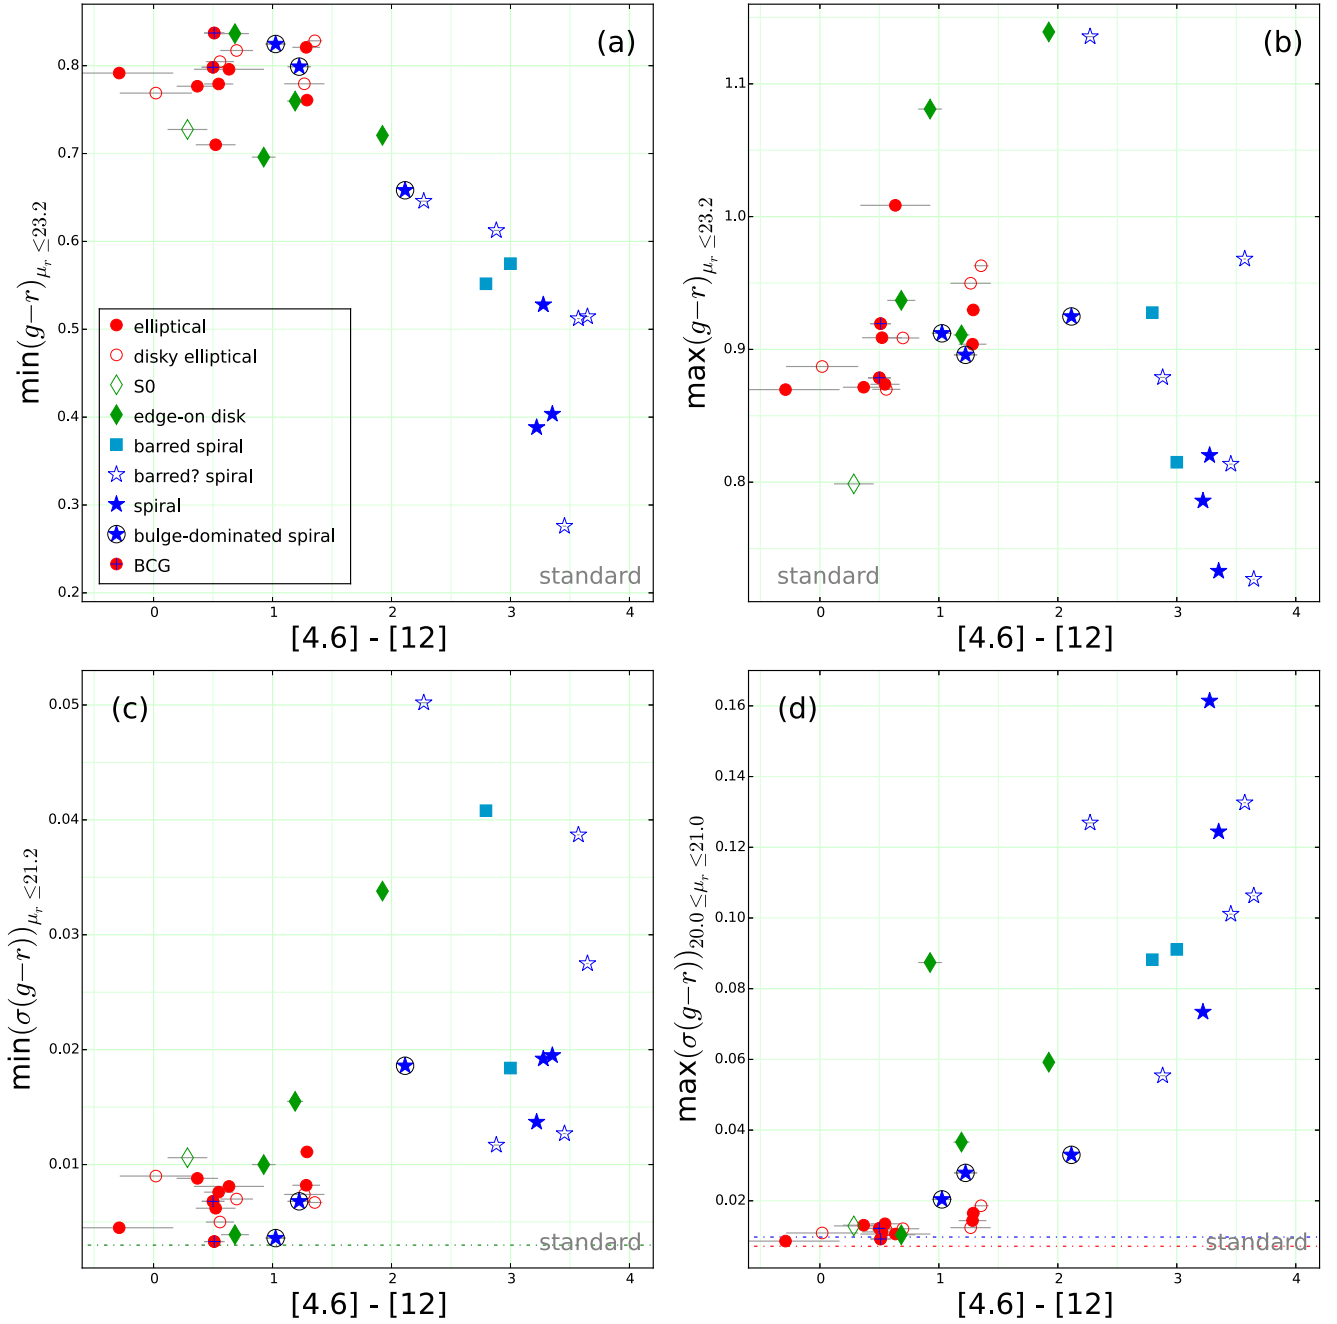 (a)
0.8
0.7
0.6
0.5
0.4
0.3
0.2
min(g−r)μr ≤23.2
elliptical
disky elliptical
S0
edge-on disk
barred spiral
barred? spiral
spiral
bulge-dominated spiral
BCG
standard
0 1 2 3 4
[4.6] - [12]
(b)
1.1
1.0
0.9
0.8
max(g−r)μr ≤23.2
standard
0 1 2 3 4
[4.6] - [12]
(c)
0.05
0.04
0.03
0.02
0.01
min(σ(g−r))μr ≤21.2
standard
0 1 2 3 4
[4.6] - [12]
(d)
0.16
0.14
0.12
0.10
0.08
0.06
0.04
0.02
max(σ(g−r))20.0≤μr ≤21.0
standard
0 1 2 3 4
[4.6] - [12]